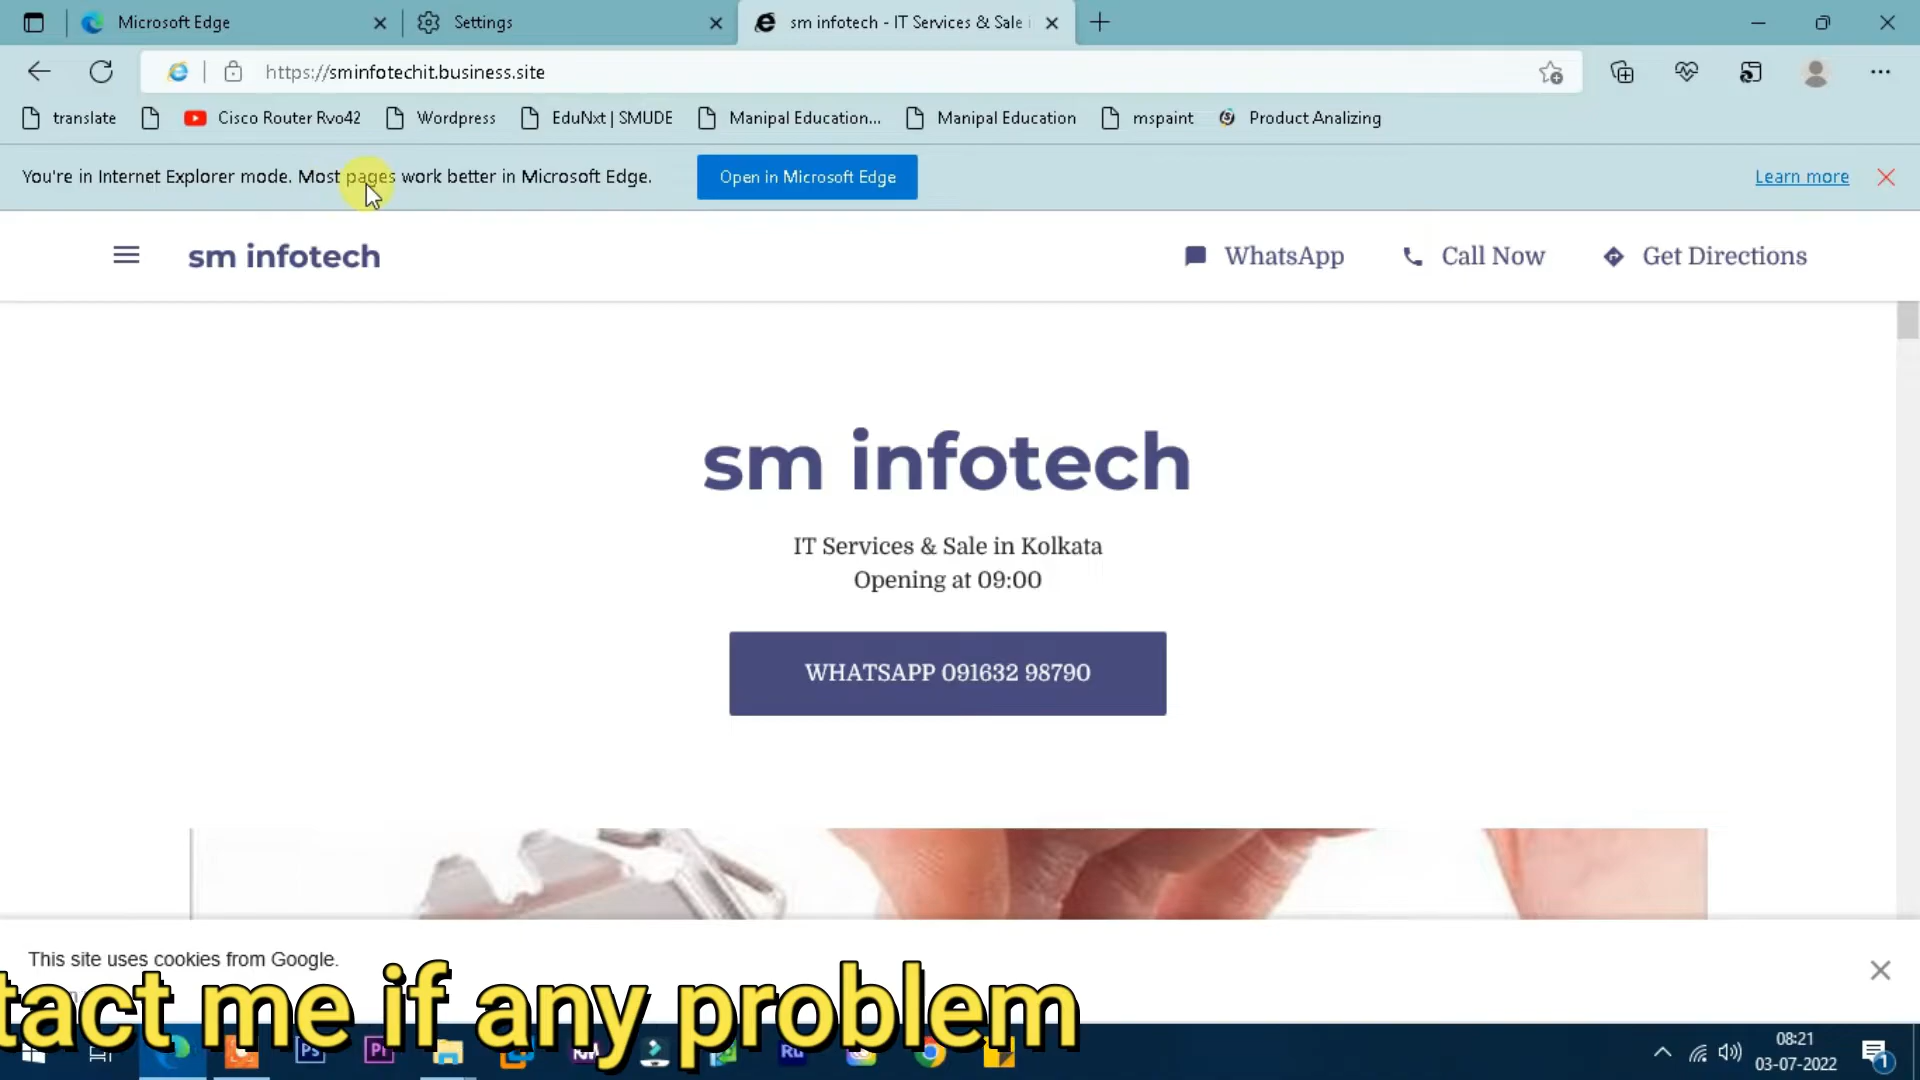 Microsoft Edge
Settings
sm infotech - IT Services & Sale i
https://sminfotechit.business.site
translate
Cisco Router Rvo42
Wordpress
EduNxt | SMUDE
Manipal Education...
Manipal Education
mspaint
Product Analizing
You're in Internet Explorer mode. Most pages work better in Microsoft Edge.
Open in Microsoft Edge
Learn more
sm infotech
WhatsApp
Call Now
Get Directions
sm infotech
IT Services & Sale in Kolkata
Opening at 09:00
WHATSAPP 091632 98790
This site uses cookies from Google.
tact me if any problem
Ps
Pr
Ru
08:21
03-07-2022
1